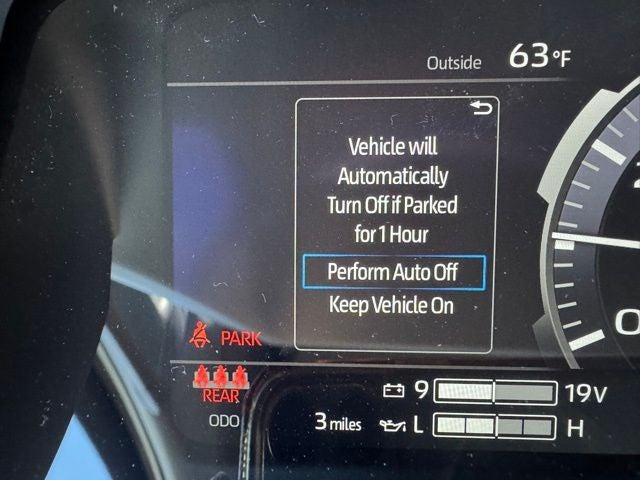 Outside 63°F
Vehicle will
Automatically
Turn Off if Parked
for 1 Hour
Perform Auto Off
Keep Vehicle On
PARK
REAR
9 19V
ODO 3 miles L H
0